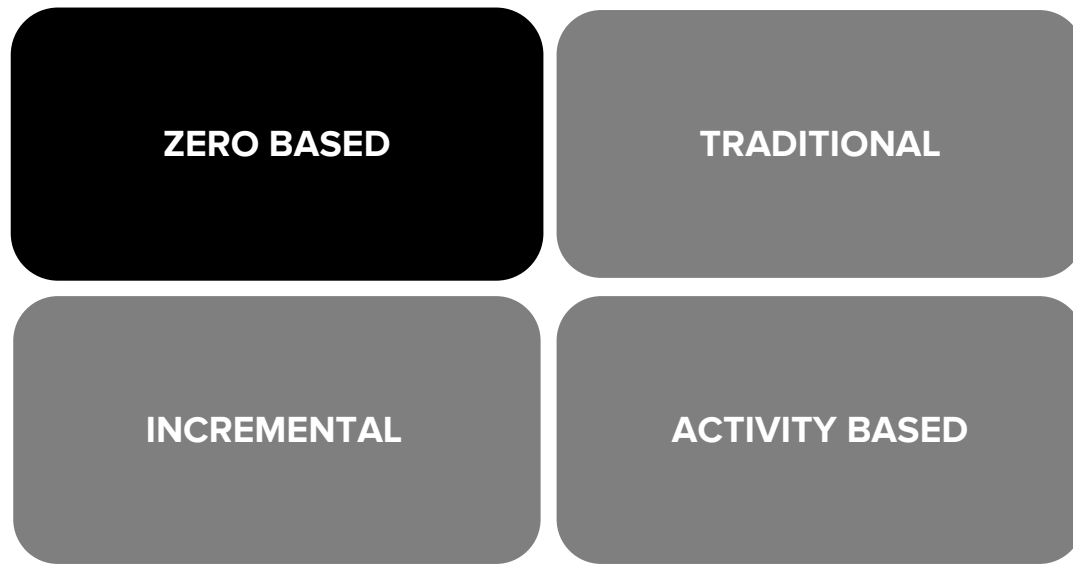 ZERO BASED
TRADITIONAL
INCREMENTAL
ACTIVITY BASED